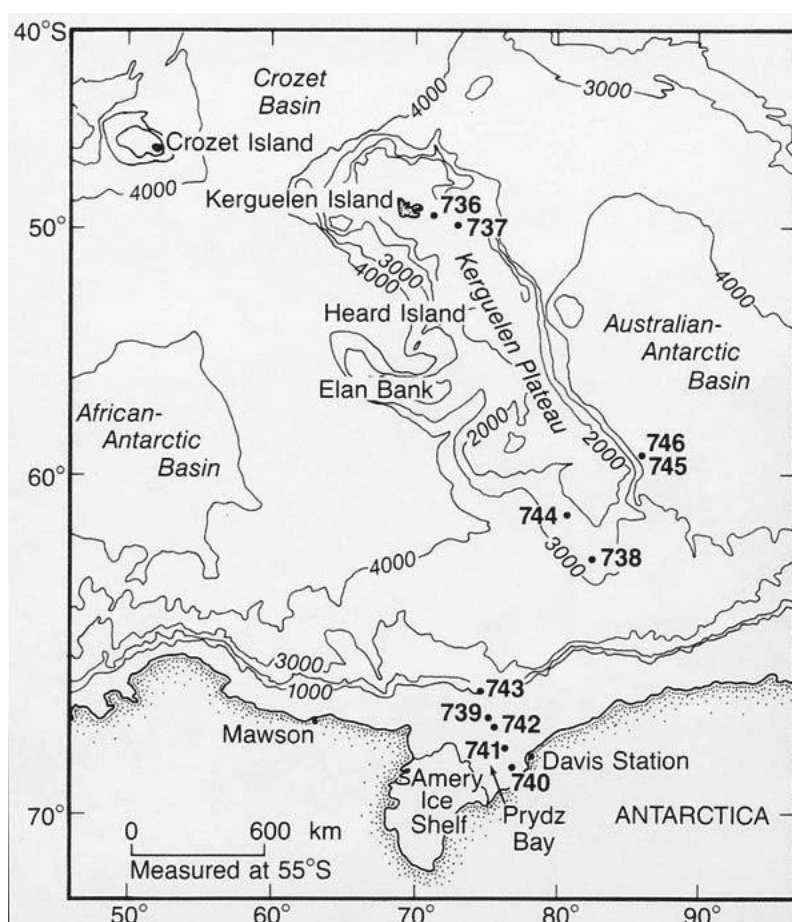 40°S
Crozet
Basin
4000
3000
Crozet Island
4000
Kerguelen Island
736
737
50°
3000
4000
Kerguelen Plateau
4000
Heard Island
Australian-
Antarctic
Basin
Elan Bank
African-
Antarctic
Basin
2000
2000
746
745
60°
744
738
3000
4000
3000
1000
743
739
742
Mawson
741
Davis Station
740
SAmery
Ice
Shelf
Prydz
Bay
ANTARCTICA
70°
0 600 km
Measured at 55°S
50°
60°
70°
80°
90°